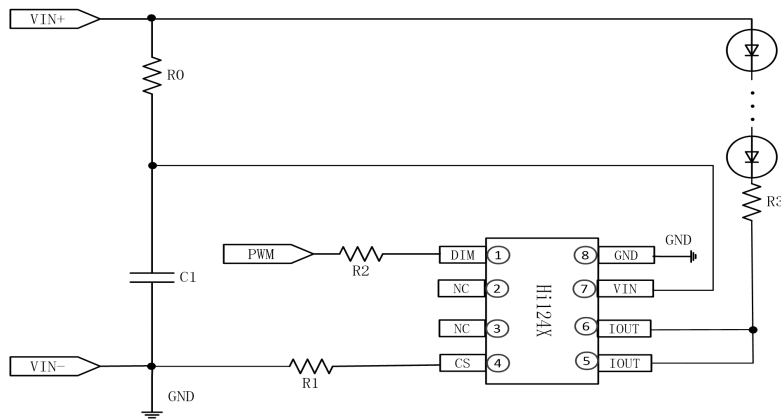 VIN+
R0
R3
PWM
R2
DIM 1
8 GND
GND
C1
NC 2
7 VIN
Hi124X
NC 3
6 IOUT
VIN-
R1
CS 4
5 IOUT
GND